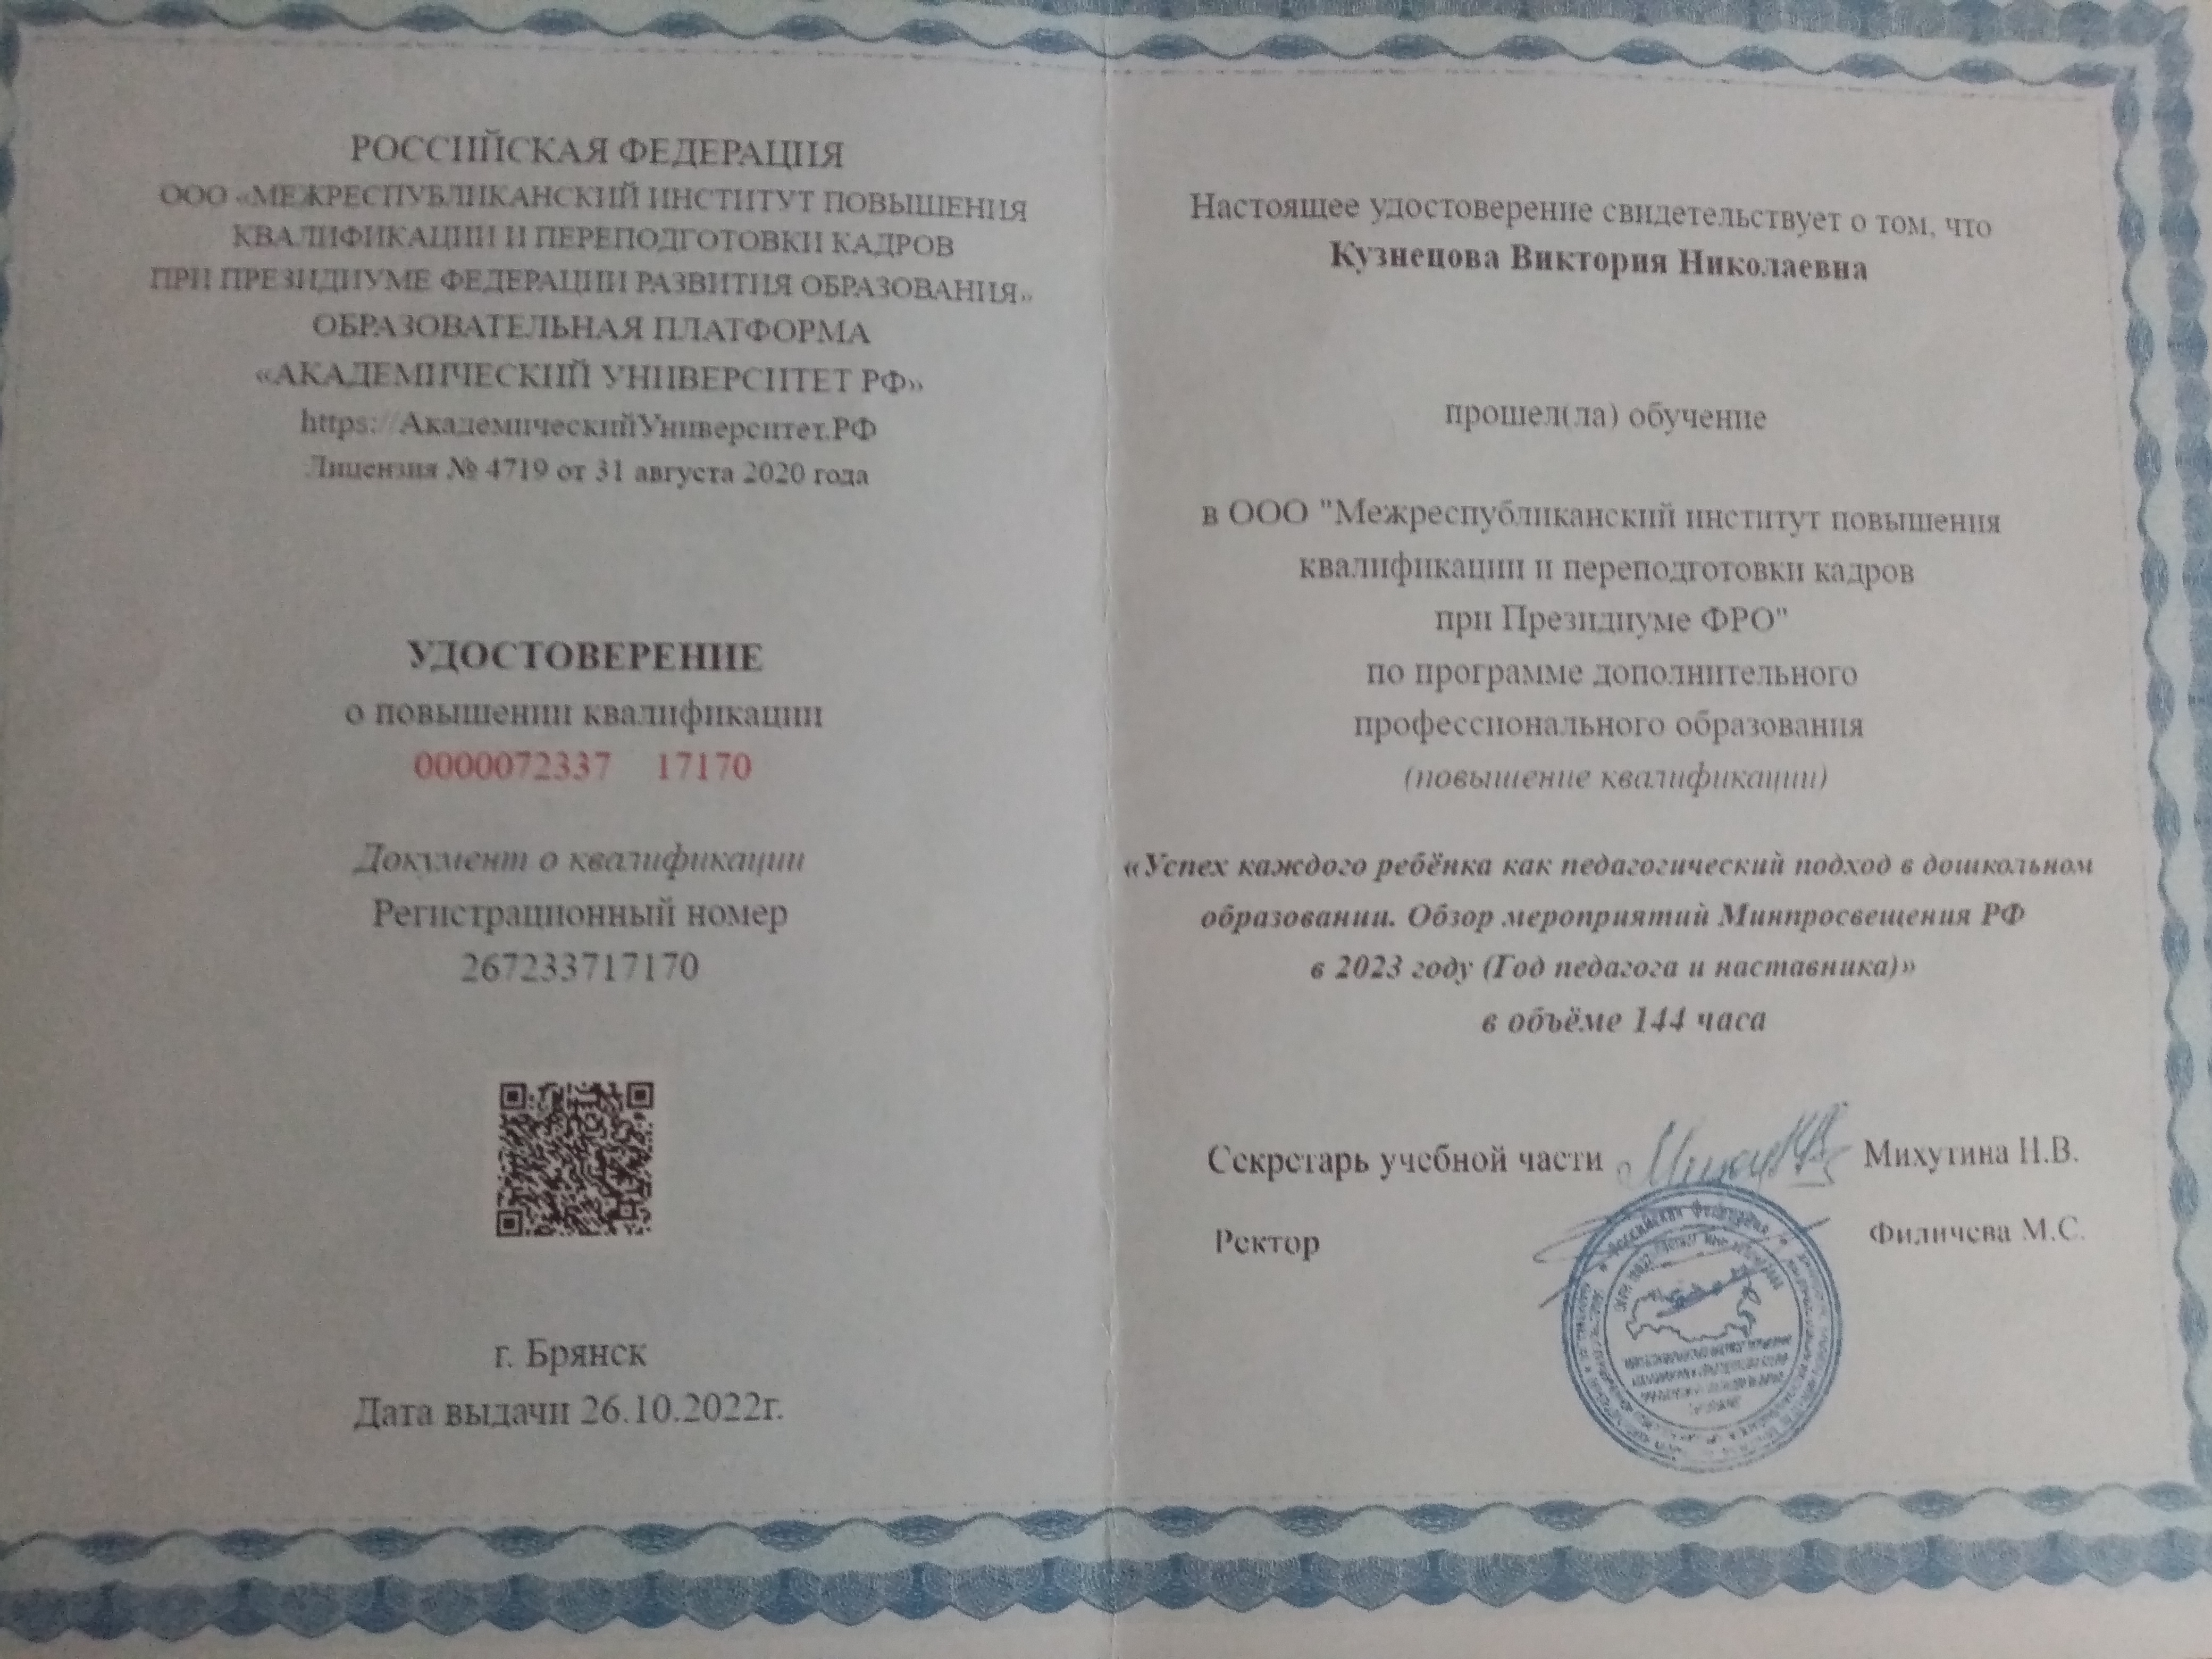 РОССИЙСКАЯ ФЕДЕРАЦИЯ
ООО «МЕЖРЕСПУБЛИКАНСКИЙ ИНСТИТУТ ПОВЫШЕНИЯ
КВАЛИФИКАЦИИ И ПЕРЕПОДГОТОВКИ КАДРОВ
ПРИ ПРЕЗИДИУМЕ ФЕДЕРАЦИИ РАЗВИТИЯ ОБРАЗОВАНИЯ»
ОБРАЗОВАТЕЛЬНАЯ ПЛАТФОРМА
«АКАДЕМИЧЕСКИЙ УНИВЕРСИТЕТ РФ»
https://АкадемическийУниверситет.РФ
Лицензия № 4719 от 31 августа 2020 года
УДОСТОВЕРЕНИЕ
о повышении квалификации
0000072337 17170
Документ о квалификации
Регистрационный номер
267233717170
г. Брянск
Дата выдачи 26.10.2022г.
Настоящее удостоверение свидетельствует о том, что
Кузнецова Виктория Николаевна
прошел(ла) обучение
в ООО "Межреспубликанский институт повышения
квалификации и переподготовки кадров
при Президиуме ФРО"
по программе дополнительного
профессионального образования
(повышение квалификации)
«Успех каждого ребёнка как педагогический подход в дошкольном
образовании. Обзор мероприятий Минпросвещения РФ
в 2023 году (Год педагога и наставника)»
в объёме 144 часа
Секретарь учебной части Михутина Н.В.
Ректор Филичева М.С.
Российская Федерация